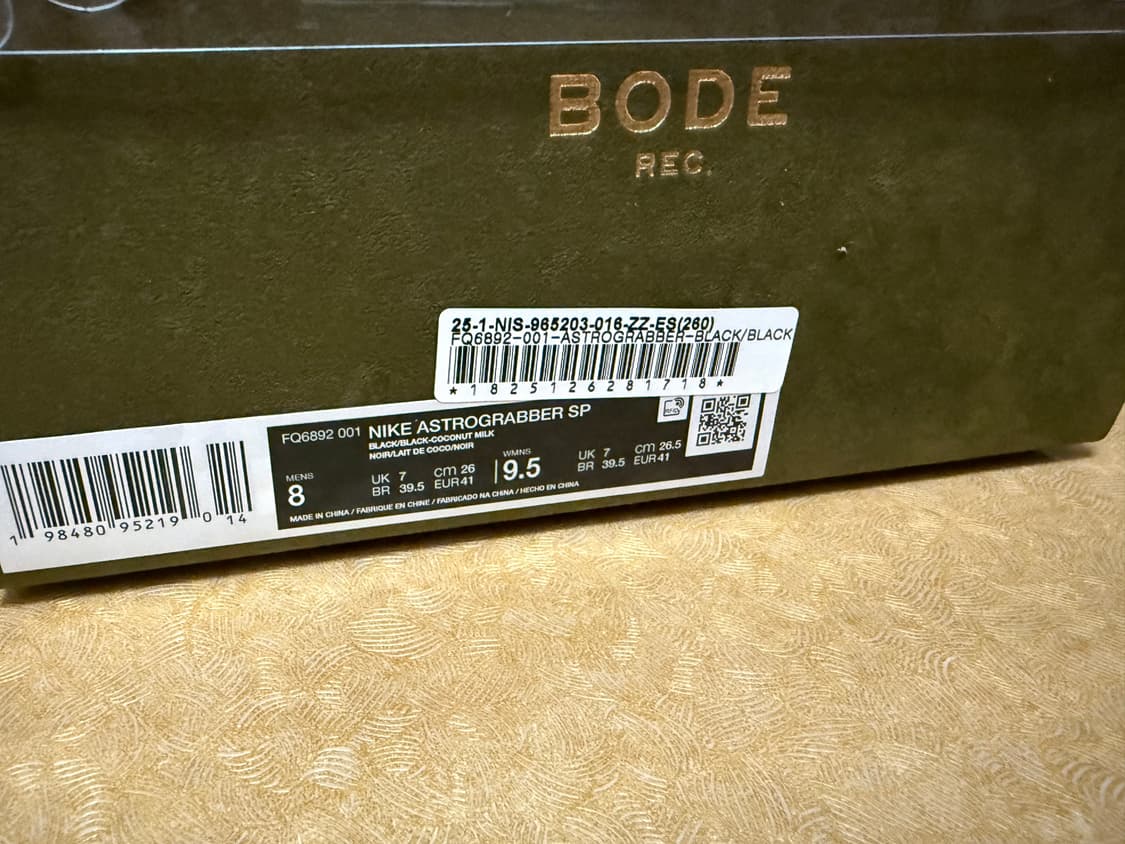 BODE
REC.
25-1-NIS-965203-016-ZZ-ES(260)
FQ6892-001-ASTROGRABBER-BLACK/BLACK
*1825126281718*
FQ6892 001 NIKE ASTROGRABBER SP
BLACK/BLACK-COCONUT MILK
NOIR/LAIT DE COCO/NOIR
MENS
8
UK 7 cm 26
BR 39.5 EUR 41
WMNS
9.5
UK 7 cm 26.5
BR 39.5 EUR 41
MADE IN CHINA / FABRIQUE EN CHINE / FABRICADO NA CHINA / HECHO EN CHINA
1 98480 95219 0 14